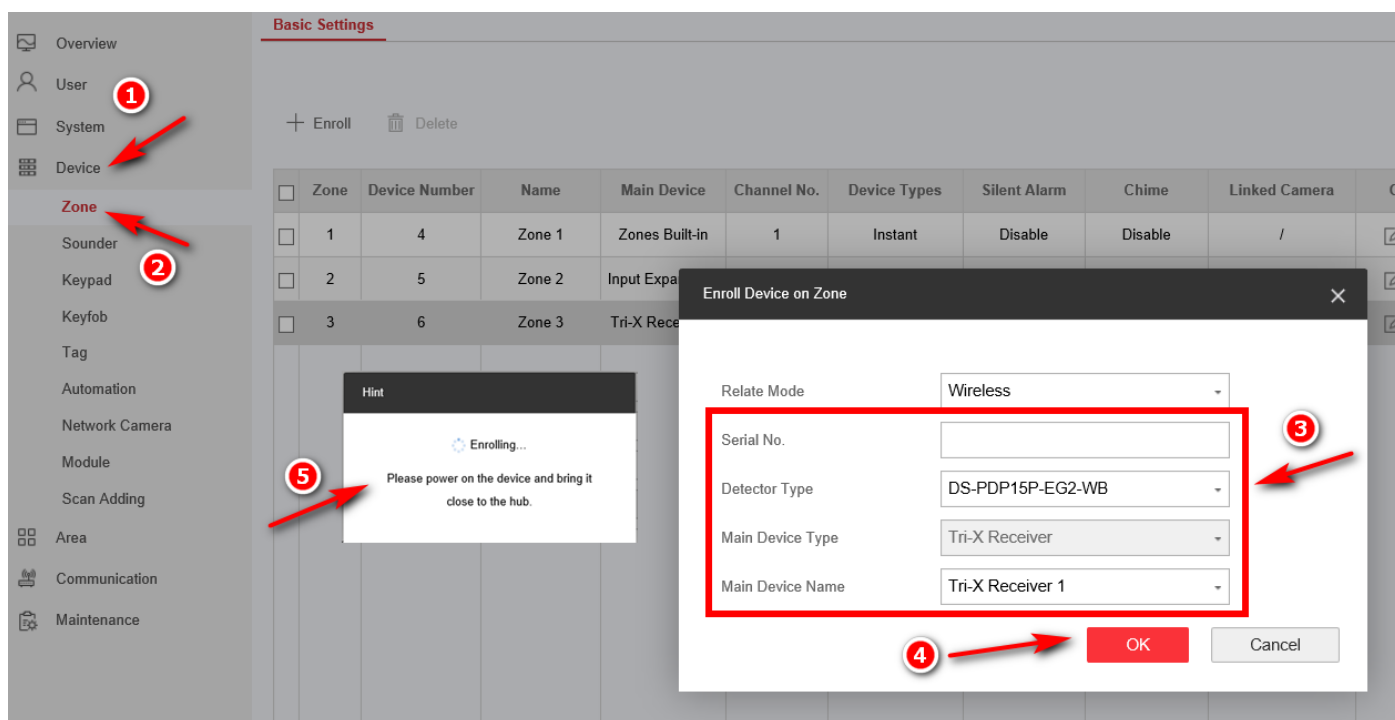 Basic Settings
Overview
User
1
System
Device
Zone
2
Sounder
Keypad
Keyfob
Tag
Automation
Network Camera
Module
Scan Adding
Area
Communication
Maintenance
Enroll Delete
Zone Device Number Name Main Device Channel No. Device Types Silent Alarm Chime Linked Camera
1 4 Zone 1 Zones Built-in 1 Instant Disable Disable /
2 5 Zone 2 Input Expa
3 6 Zone 3 Tri-X Rece
Hint
Enrolling...
Please power on the device and bring it
close to the hub.
5
Enroll Device on Zone
Relate Mode Wireless
Serial No.
3
Detector Type DS-PDP15P-EG2-WB
Main Device Type Tri-X Receiver
Main Device Name Tri-X Receiver 1
4
OK Cancel